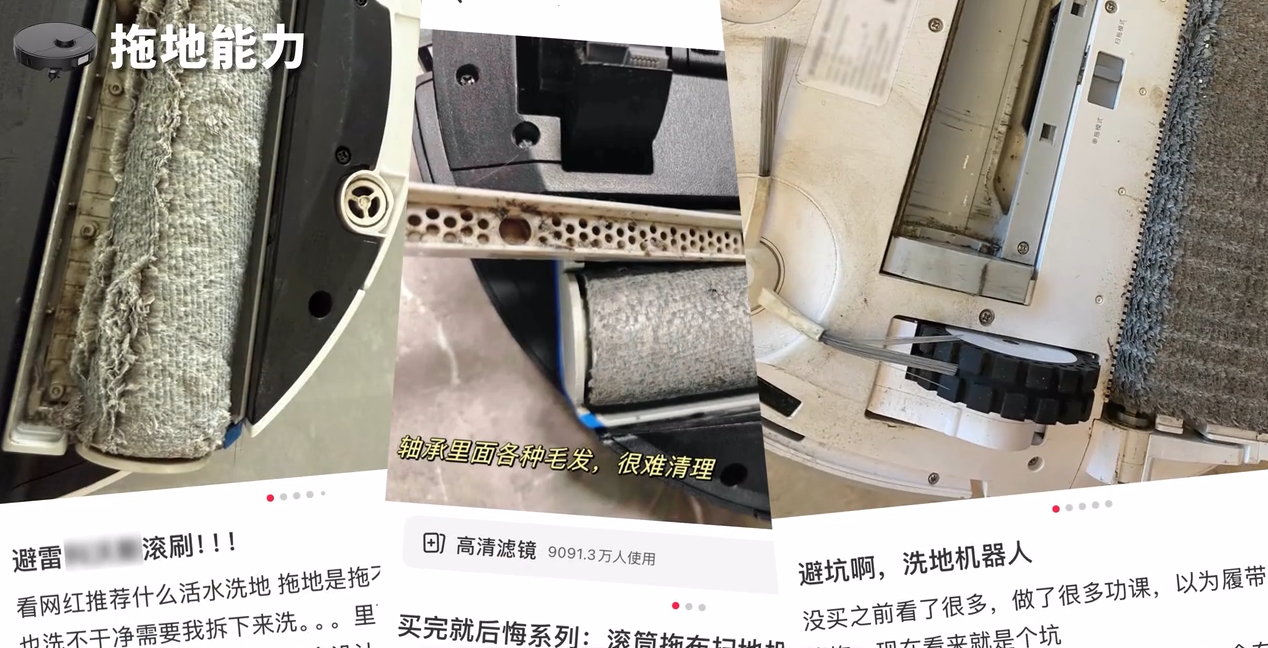 拖地能力
轴承里面各种毛发，很难清理
高清滤镜 9091.3万人使用
避雷 滚刷！！！
看网红推荐什么活水洗地 拖地是拖
也洗不干净需要我拆下来洗。。。里
买完就后悔系列：滚筒拖布扫地机
避坑啊，洗地机器人
没买之前看了很多，做了很多功课，以为履带
现在看来就是个坑